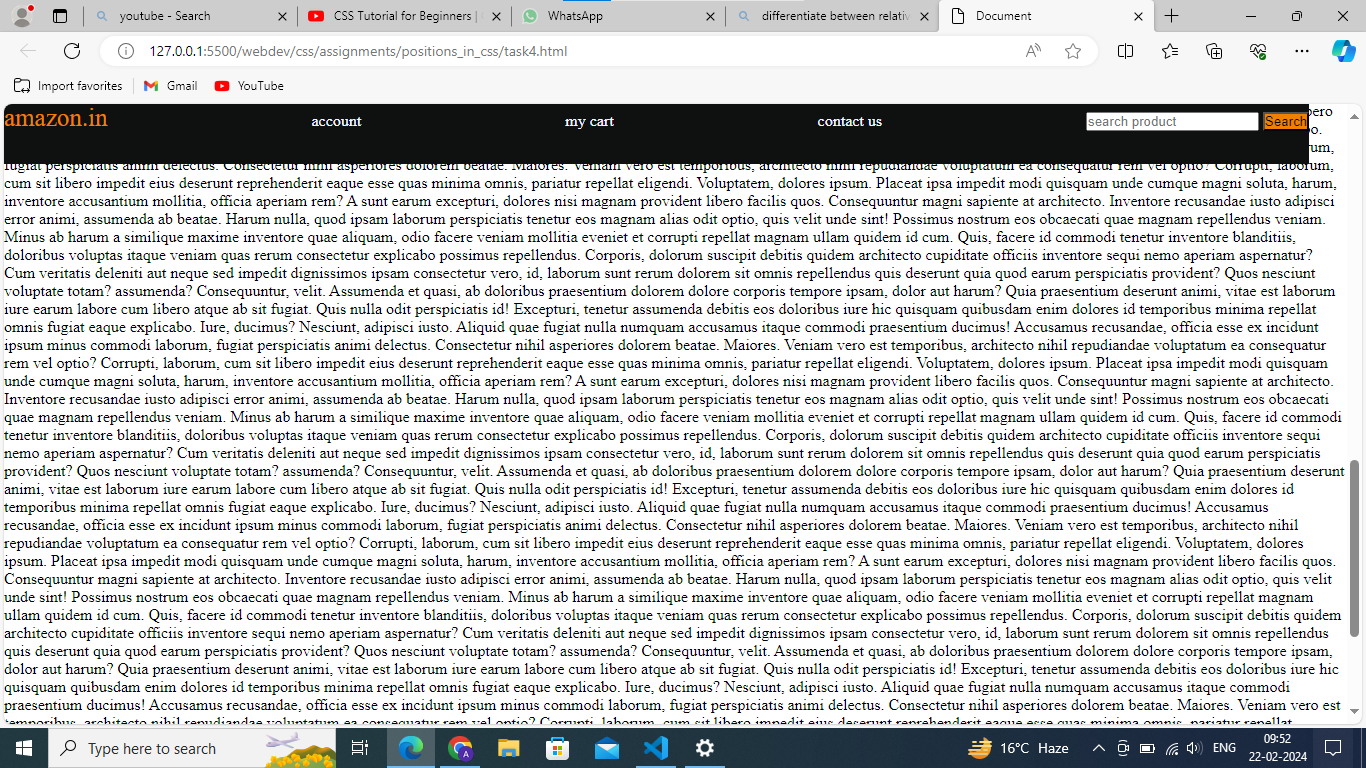 youtube - Search
CSS Tutorial for Beginners |
WhatsApp
differentiate between relativ
Document
127.0.0.1:5500/webdev/css/assignments/positions_in_css/task4.html
Import favorites
Gmail
YouTube
amazon.in
account
my cart
contact us
search product
Search
bero
o.
rum,
fugiat perspiciatis animi delectus. Consectetur nihil asperiores dolorem beatae. Maiores. Veniam vero est temporibus, architecto nihil repudiandae voluptatum ea consequatur rem vel optio? Corrupti, laborum,
cum sit libero impedit eius deserunt reprehenderit eaque esse quas minima omnis, pariatur repellat eligendi. Voluptatem, dolores ipsum. Placeat ipsa impedit modi quisquam unde cumque magni soluta, harum,
inventore accusantium mollitia, officia aperiam rem? A sunt earum excepturi, dolores nisi magnam provident libero facilis quos. Consequuntur magni sapiente at architecto. Inventore recusandae iusto adipisci
error animi, assumenda ab beatae. Harum nulla, quod ipsam laborum perspiciatis tenetur eos magnam alias odit optio, quis velit unde sint! Possimus nostrum eos obcaecati quae magnam repellendus veniam.
Minus ab harum a similique maxime inventore quae aliquam, odio facere veniam mollitia eveniet et corrupti repellat magnam ullam quidem id cum. Quis, facere id commodi tenetur inventore blanditiis,
doloribus voluptas itaque veniam quas rerum consectetur explicabo possimus repellendus. Corporis, dolorum suscipit debitis quidem architecto cupiditate officiis inventore sequi nemo aperiam aspernatur?
Cum veritatis deleniti aut neque sed impedit dignissimos ipsam consectetur vero, id, laborum sunt rerum dolorem sit omnis repellendus quis deserunt quia quod earum perspiciatis provident? Quos nesciunt
voluptate totam? assumenda? Consequuntur, velit. Assumenda et quasi, ab doloribus praesentium dolorem dolore corporis tempore ipsam, dolor aut harum? Quia praesentium deserunt animi, vitae est laborum
iure earum labore cum libero atque ab sit fugiat. Quis nulla odit perspiciatis id! Excepturi, tenetur assumenda debitis eos doloribus iure hic quisquam quibusdam enim dolores id temporibus minima repellat
omnis fugiat eaque explicabo. Iure, ducimus? Nesciunt, adipisci iusto. Aliquid quae fugiat nulla numquam accusamus itaque commodi praesentium ducimus! Accusamus recusandae, officia esse ex incidunt
ipsum minus commodi laborum, fugiat perspiciatis animi delectus. Consectetur nihil asperiores dolorem beatae. Maiores. Veniam vero est temporibus, architecto nihil repudiandae voluptatum ea consequatur
rem vel optio? Corrupti, laborum, cum sit libero impedit eius deserunt reprehenderit eaque esse quas minima omnis, pariatur repellat eligendi. Voluptatem, dolores ipsum. Placeat ipsa impedit modi quisquam
unde cumque magni soluta, harum, inventore accusantium mollitia, officia aperiam rem? A sunt earum excepturi, dolores nisi magnam provident libero facilis quos. Consequuntur magni sapiente at architecto.
Inventore recusandae iusto adipisci error animi, assumenda ab beatae. Harum nulla, quod ipsam laborum perspiciatis tenetur eos magnam alias odit optio, quis velit unde sint! Possimus nostrum eos obcaecati
quae magnam repellendus veniam. Minus ab harum a similique maxime inventore quae aliquam, odio facere veniam mollitia eveniet et corrupti repellat magnam ullam quidem id cum. Quis, facere id commodi
tenetur inventore blanditiis, doloribus voluptas itaque veniam quas rerum consectetur explicabo possimus repellendus. Corporis, dolorum suscipit debitis quidem architecto cupiditate officiis inventore sequi
nemo aperiam aspernatur? Cum veritatis deleniti aut neque sed impedit dignissimos ipsam consectetur vero, id, laborum sunt rerum dolorem sit omnis repellendus quis deserunt quia quod earum perspiciatis
provident? Quos nesciunt voluptate totam? assumenda? Consequuntur, velit. Assumenda et quasi, ab doloribus praesentium dolorem dolore corporis tempore ipsam, dolor aut harum? Quia praesentium deserunt
animi, vitae est laborum iure earum labore cum libero atque ab sit fugiat. Quis nulla odit perspiciatis id! Excepturi, tenetur assumenda debitis eos doloribus iure hic quisquam quibusdam enim dolores id
temporibus minima repellat omnis fugiat eaque explicabo. Iure, ducimus? Nesciunt, adipisci iusto. Aliquid quae fugiat nulla numquam accusamus itaque commodi praesentium ducimus! Accusamus
recusandae, officia esse ex incidunt ipsum minus commodi laborum, fugiat perspiciatis animi delectus. Consectetur nihil asperiores dolorem beatae. Maiores. Veniam vero est temporibus, architecto nihil
repudiandae voluptatum ea consequatur rem vel optio? Corrupti, laborum, cum sit libero impedit eius deserunt reprehenderit eaque esse quas minima omnis, pariatur repellat eligendi. Voluptatem, dolores
ipsum. Placeat ipsa impedit modi quisquam unde cumque magni soluta, harum, inventore accusantium mollitia, officia aperiam rem? A sunt earum excepturi, dolores nisi magnam provident libero facilis quos.
Consequuntur magni sapiente at architecto. Inventore recusandae iusto adipisci error animi, assumenda ab beatae. Harum nulla, quod ipsam laborum perspiciatis tenetur eos magnam alias odit optio, quis velit
unde sint! Possimus nostrum eos obcaecati quae magnam repellendus veniam. Minus ab harum a similique maxime inventore quae aliquam, odio facere veniam mollitia eveniet et corrupti repellat magnam
ullam quidem id cum. Quis, facere id commodi tenetur inventore blanditiis, doloribus voluptas itaque veniam quas rerum consectetur explicabo possimus repellendus. Corporis, dolorum suscipit debitis quidem
architecto cupiditate officiis inventore sequi nemo aperiam aspernatur? Cum veritatis deleniti aut neque sed impedit dignissimos ipsam consectetur vero, id, laborum sunt rerum dolorem sit omnis repellendus
quis deserunt quia quod earum perspiciatis provident? Quos nesciunt voluptate totam? assumenda? Consequuntur, velit. Assumenda et quasi, ab doloribus praesentium dolorem dolore corporis tempore ipsam,
dolor aut harum? Quia praesentium deserunt animi, vitae est laborum iure earum labore cum libero atque ab sit fugiat. Quis nulla odit perspiciatis id! Excepturi, tenetur assumenda debitis eos doloribus iure hic
quisquam quibusdam enim dolores id temporibus minima repellat omnis fugiat eaque explicabo. Iure, ducimus? Nesciunt, adipisci iusto. Aliquid quae fugiat nulla numquam accusamus itaque commodi
praesentium ducimus! Accusamus recusandae, officia esse ex incidunt ipsum minus commodi laborum, fugiat perspiciatis animi delectus. Consectetur nihil asperiores dolorem beatae. Maiores. Veniam vero est
temporibus, architecto nihil repudiandae voluptatum ea consequatur rem vel optio? Corrupti, laborum, cum sit libero impedit eius deserunt reprehenderit eaque esse quas minima omnis, pariatur repellat
Type here to search
16°C Haze
ENG
09:52
22-02-2024